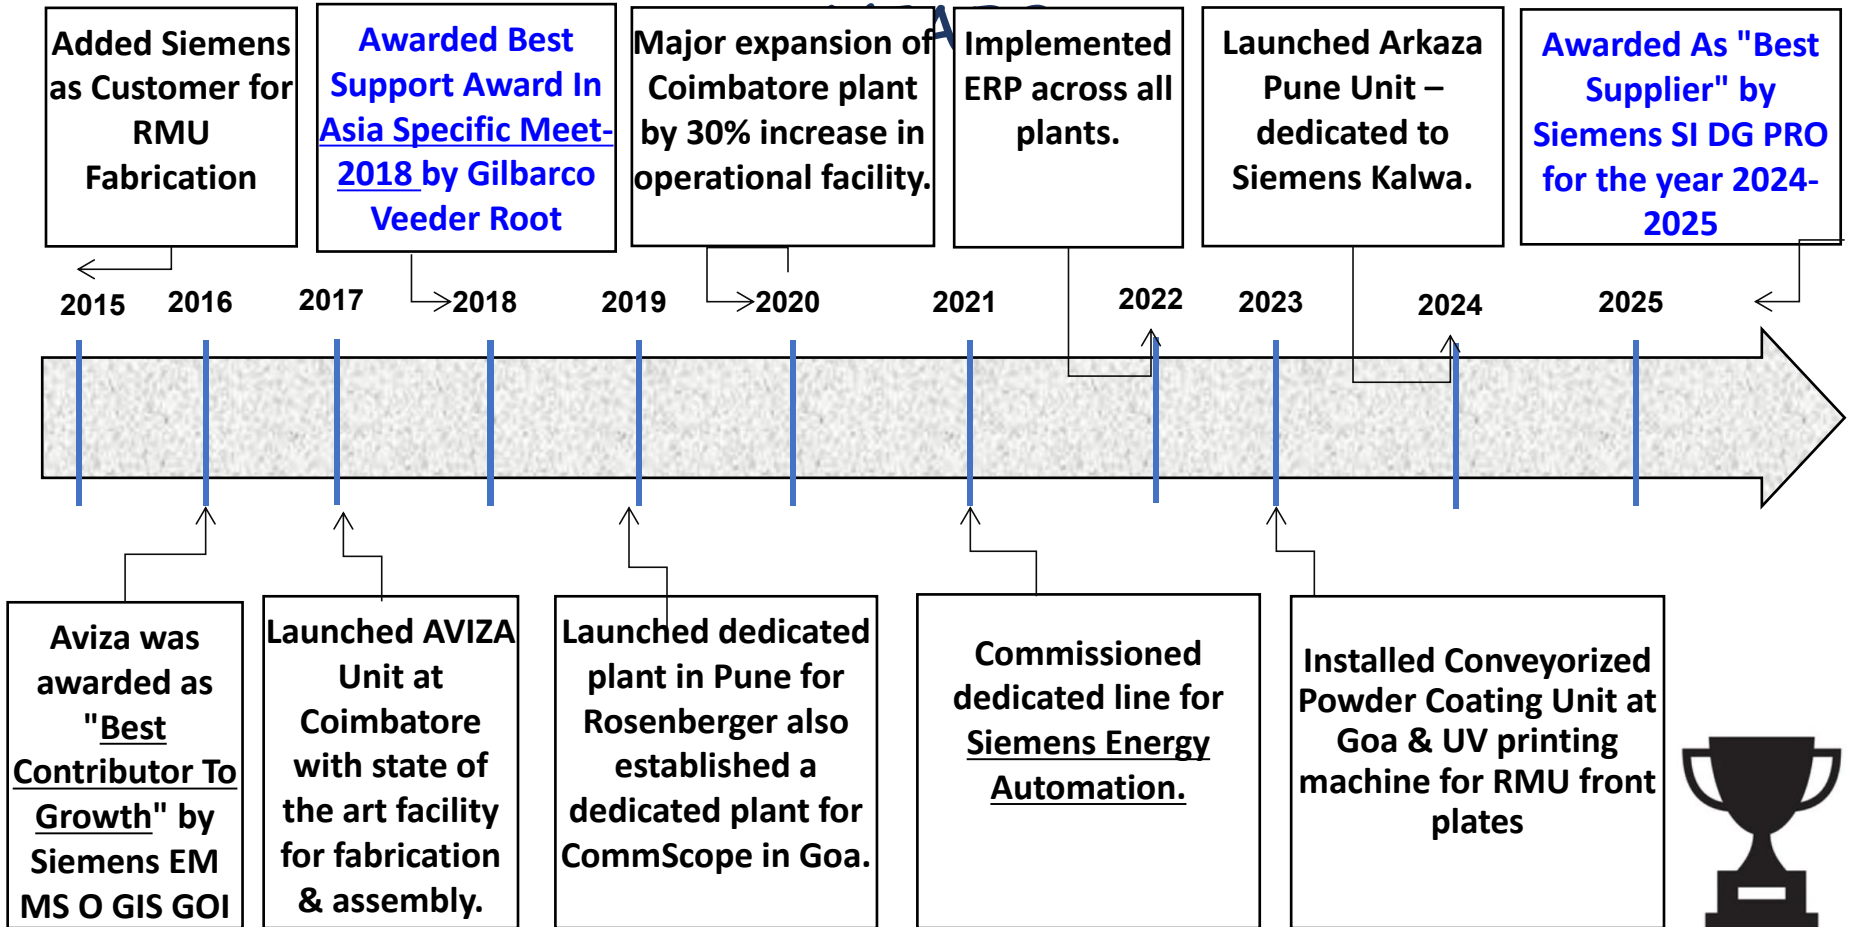 Added Siemens
as Customer for
RMU
Fabrication
Awarded Best
Support Award In
Asia Specific Meet-
2018 by Gilbarco
Veeder Root
Major expansion of
Coimbatore plant
by 30% increase in
operational facility.
Implemented
ERP across all
plants.
Launched Arkaza
Pune Unit –
dedicated to
Siemens Kalwa.
Awarded As "Best
Supplier" by
Siemens SI DG PRO
for the year 2024-
2025
2015 2016 2017 2018 2019 2020 2021 2022 2023 2024 2025
Aviza was
awarded as
"Best
Contributor To
Growth" by
Siemens EM
MS O GIS GOI
Launched AVIZA
Unit at
Coimbatore
with state of
the art facility
for fabrication
& assembly.
Launched dedicated
plant in Pune for
Rosenberger also
established a
dedicated plant for
CommScope in Goa.
Commissioned
dedicated line for
Siemens Energy
Automation.
Installed Conveyorized
Powder Coating Unit at
Goa & UV printing
machine for RMU front
plates